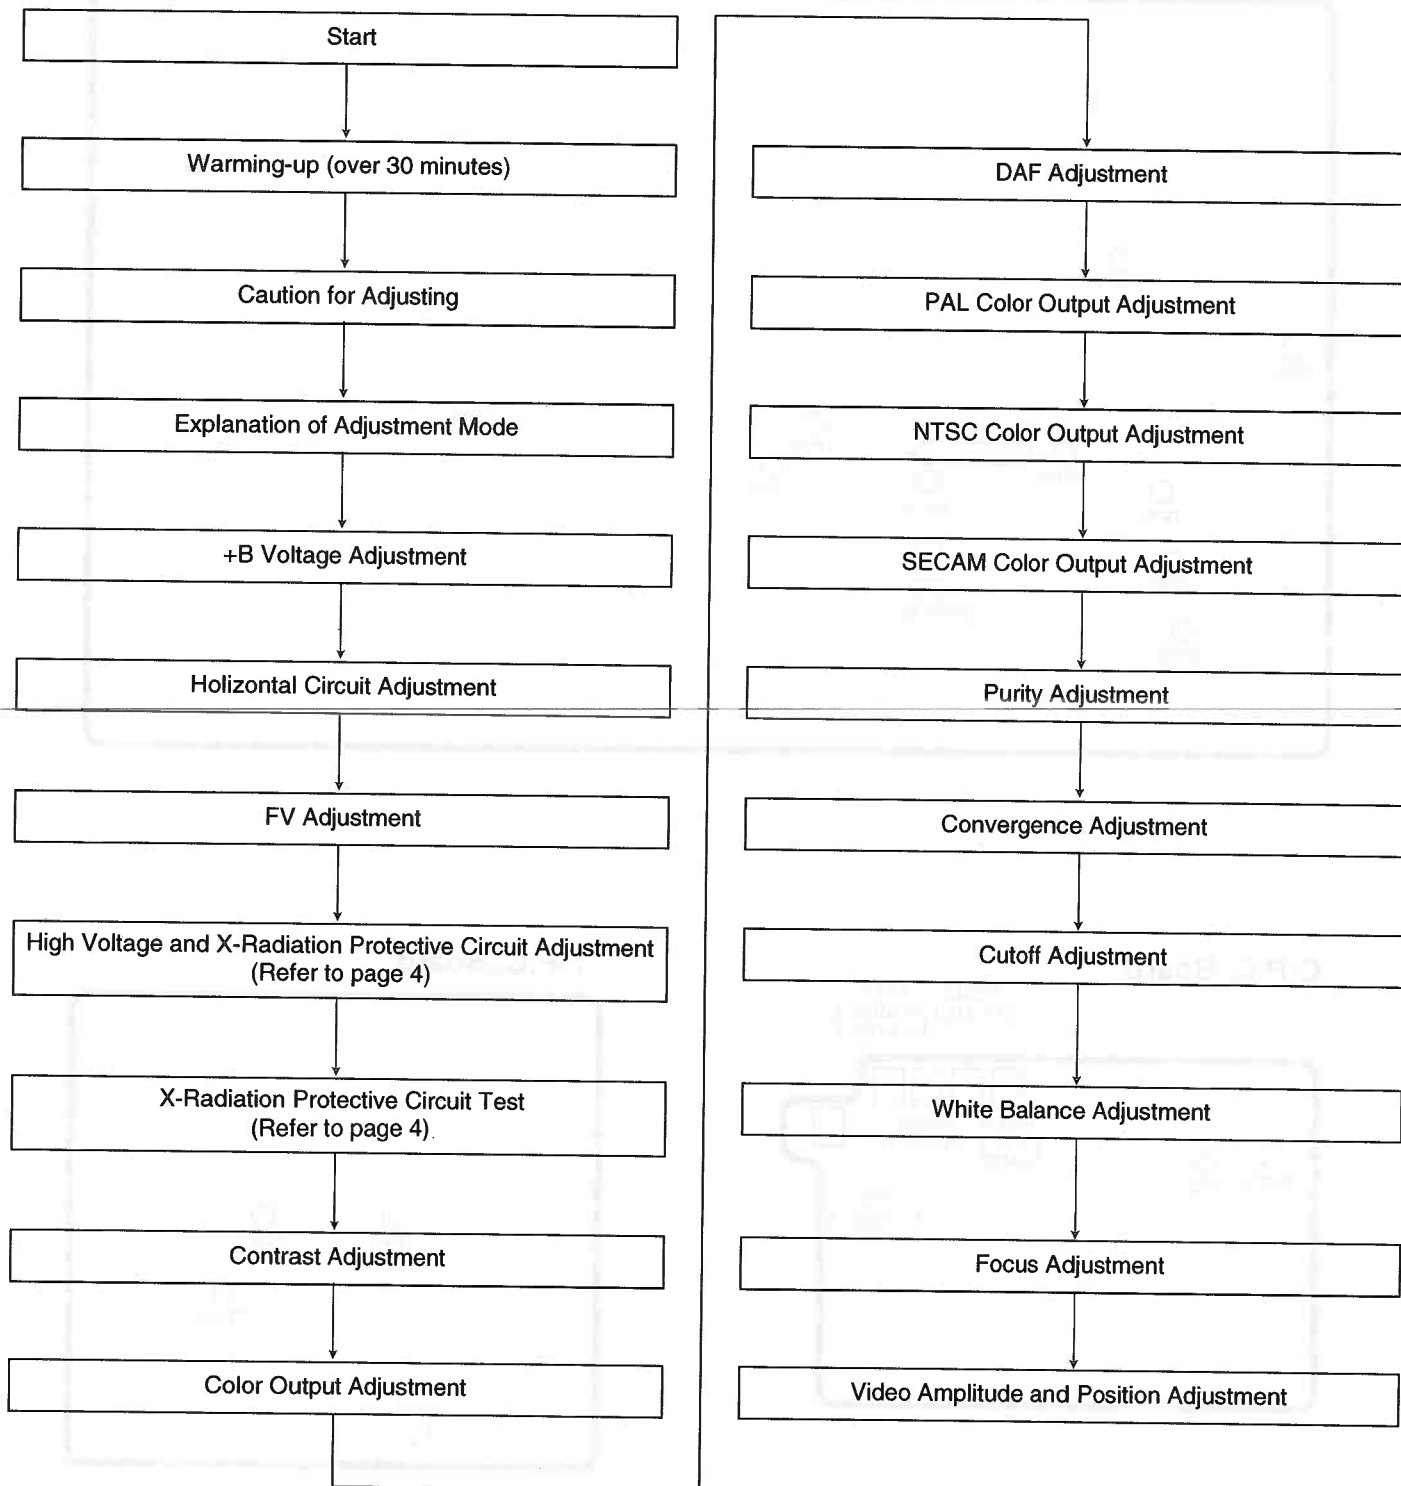 Start
Warming-up (over 30 minutes)
Caution for Adjusting
Explanation of Adjustment Mode
+B Voltage Adjustment
Holizontal Circuit Adjustment
FV Adjustment
High Voltage and X-Radiation Protective Circuit Adjustment
(Refer to page 4)
X-Radiation Protective Circuit Test
(Refer to page 4)
Contrast Adjustment
Color Output Adjustment
DAF Adjustment
PAL Color Output Adjustment
NTSC Color Output Adjustment
SECAM Color Output Adjustment
Purity Adjustment
Convergence Adjustment
Cutoff Adjustment
White Balance Adjustment
Focus Adjustment
Video Amplitude and Position Adjustment